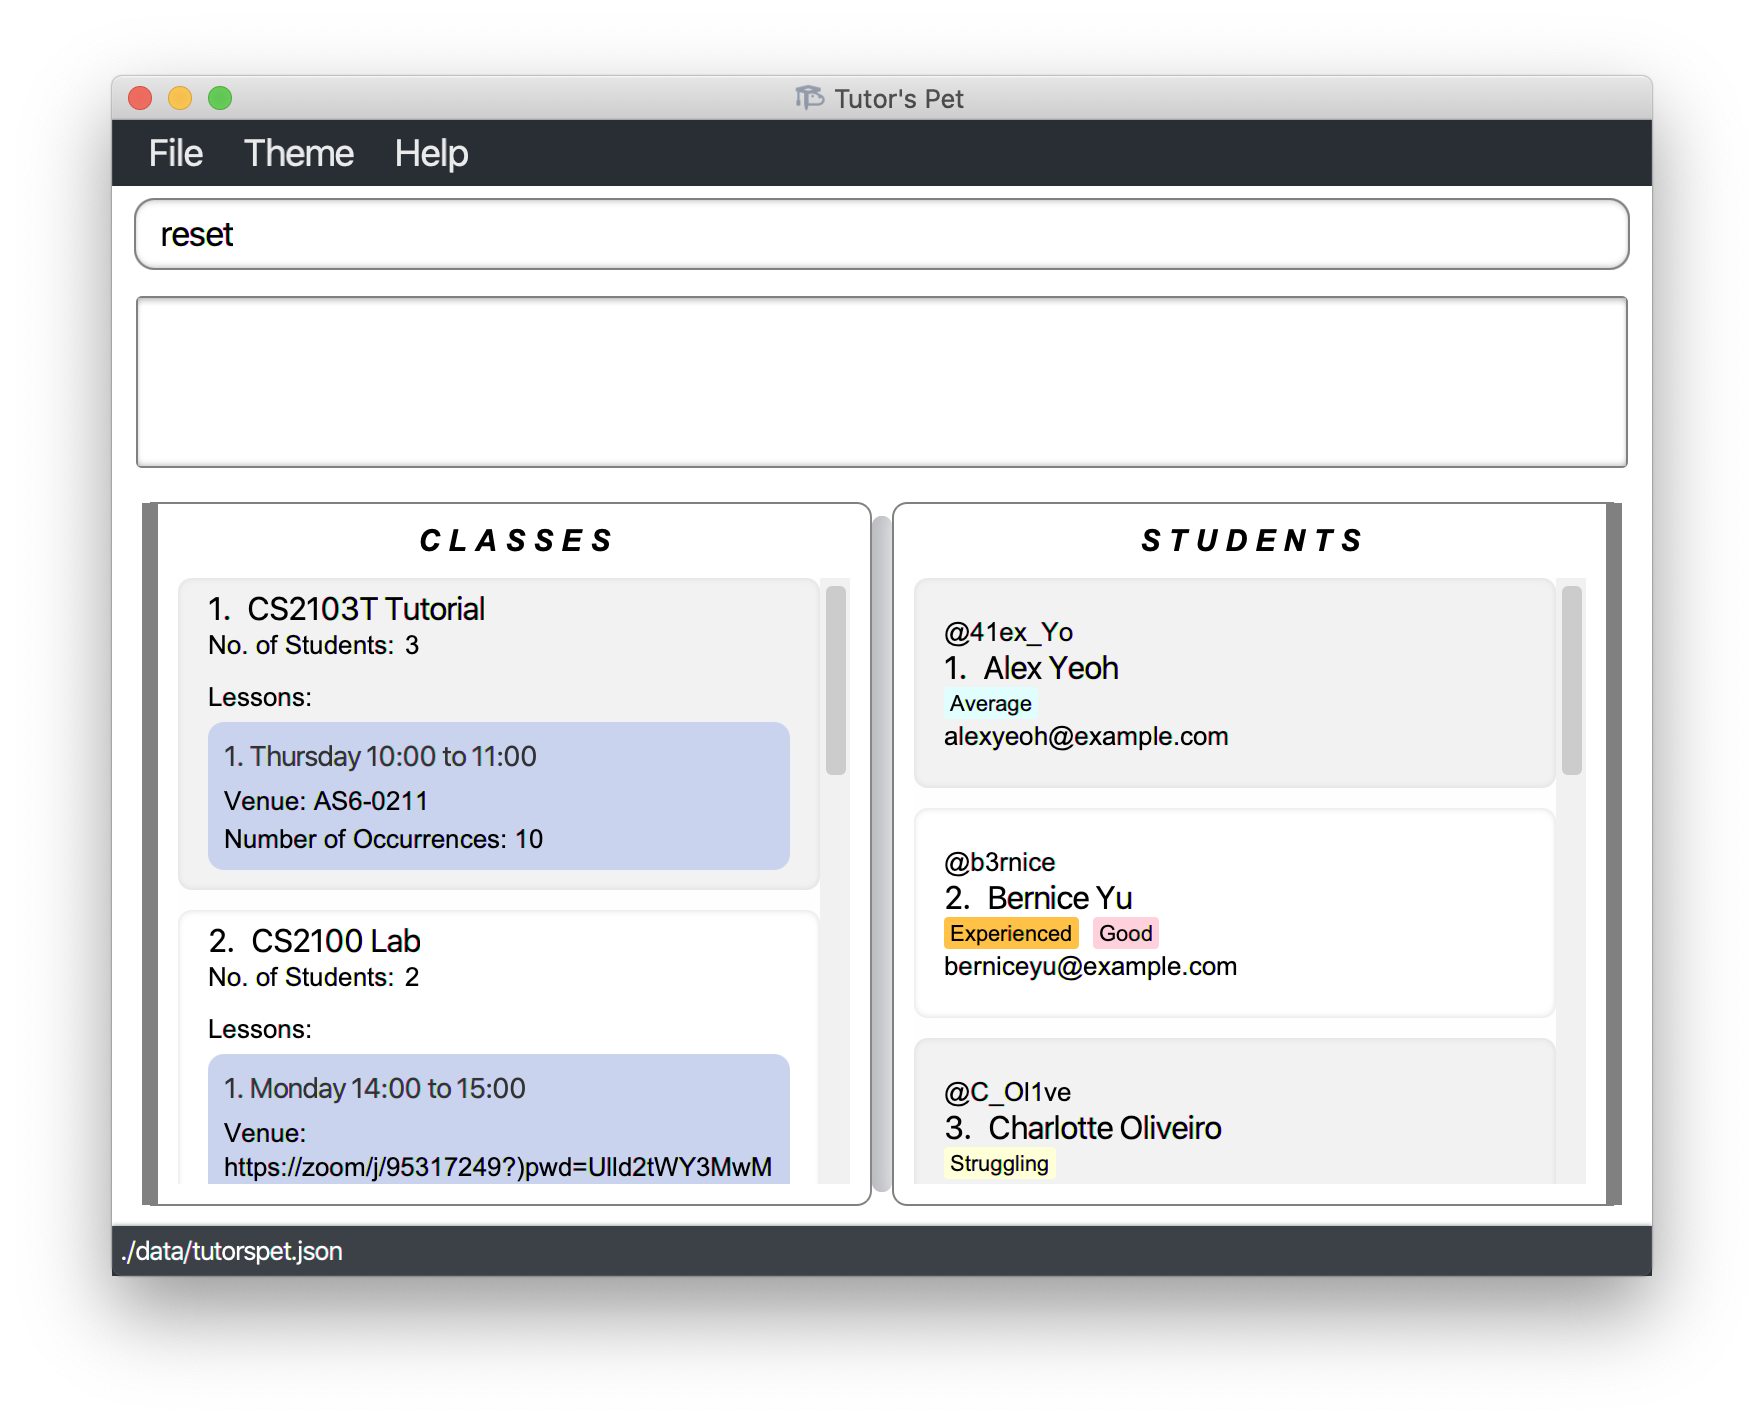 Tutor's Pet
File Theme Help
reset
CLASSES
1. CS2103T Tutorial
No. of Students: 3
Lessons:
1. Thursday 10:00 to 11:00
Venue: AS6-0211
Number of Occurrences: 10
2. CS2100 Lab
No. of Students: 2
Lessons:
1. Monday 14:00 to 15:00
Venue:
https://zoom/j/95317249?)pwd=Ulld2tWY3MwM
STUDENTS
@41ex_Yo
1. Alex Yeoh
Average
alexyeoh@example.com
@b3rnice
2. Bernice Yu
Experienced Good
berniceyu@example.com
@C_Ol1ve
3. Charlotte Oliveiro
Struggling
./data/tutorspet.json